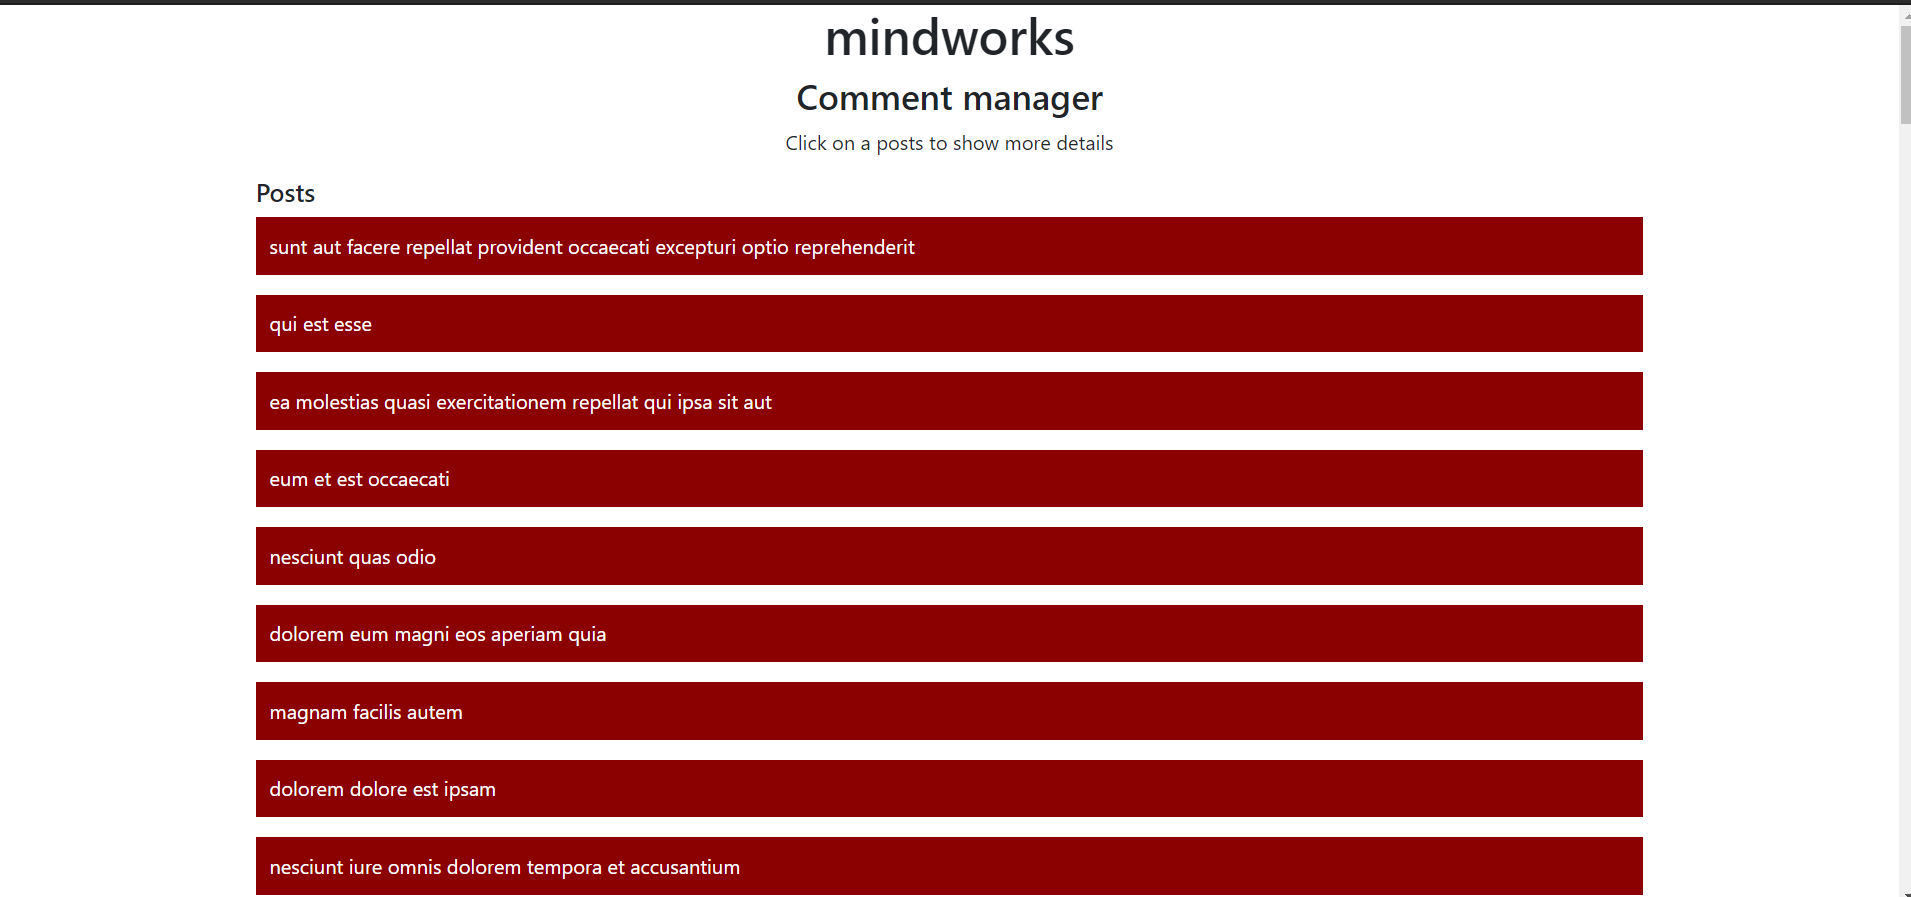 mindworks
Comment manager
Click on a posts to show more details
Posts
sunt aut facere repellat provident occaecati excepturi optio reprehenderit
qui est esse
ea molestias quasi exercitationem repellat qui ipsa sit aut
eum et est occaecati
nesciunt quas odio
dolorem eum magni eos aperiam quia
magnam facilis autem
dolorem dolore est ipsam
nesciunt iure omnis dolorem tempora et accusantium